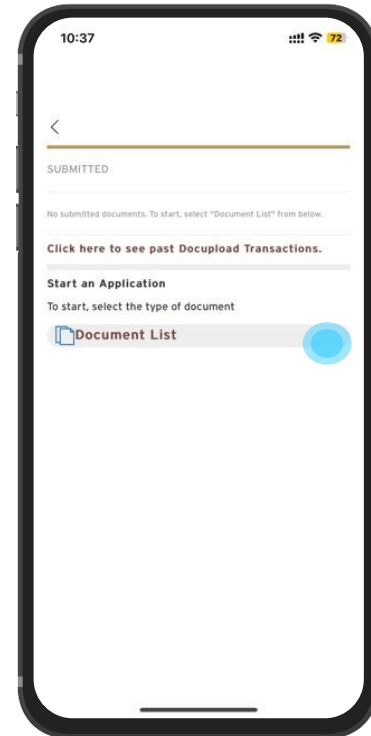 10:37
72
SUBMITTED
No submitted documents. To start, select "Document List" from below.
Click here to see past Docupload Transactions.
Start an Application
To start, select the type of document
Document List